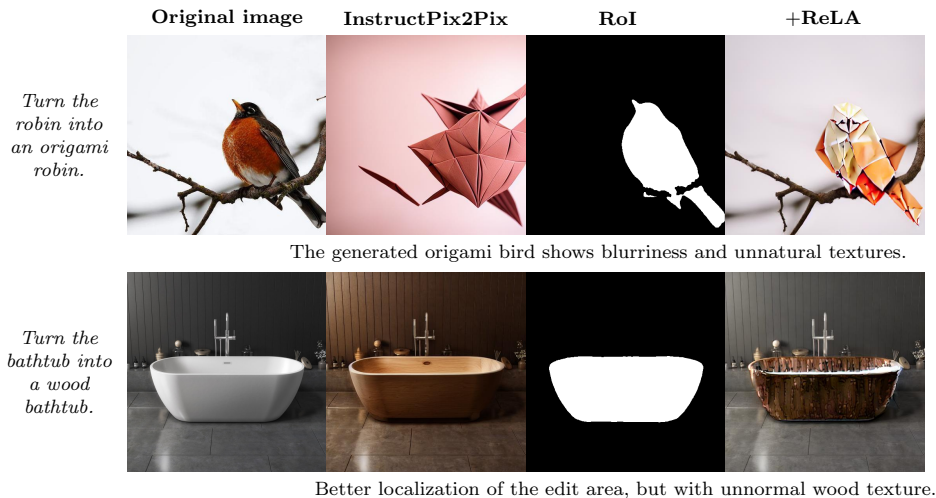 Original image InstructPix2Pix RoI +ReLA
Turn the
robin into
an origami
robin.
The generated origami bird shows blurriness and unnatural textures.
Turn the
bathtub into
a wood
bathtub.
Better localization of the edit area, but with unnormal wood texture.